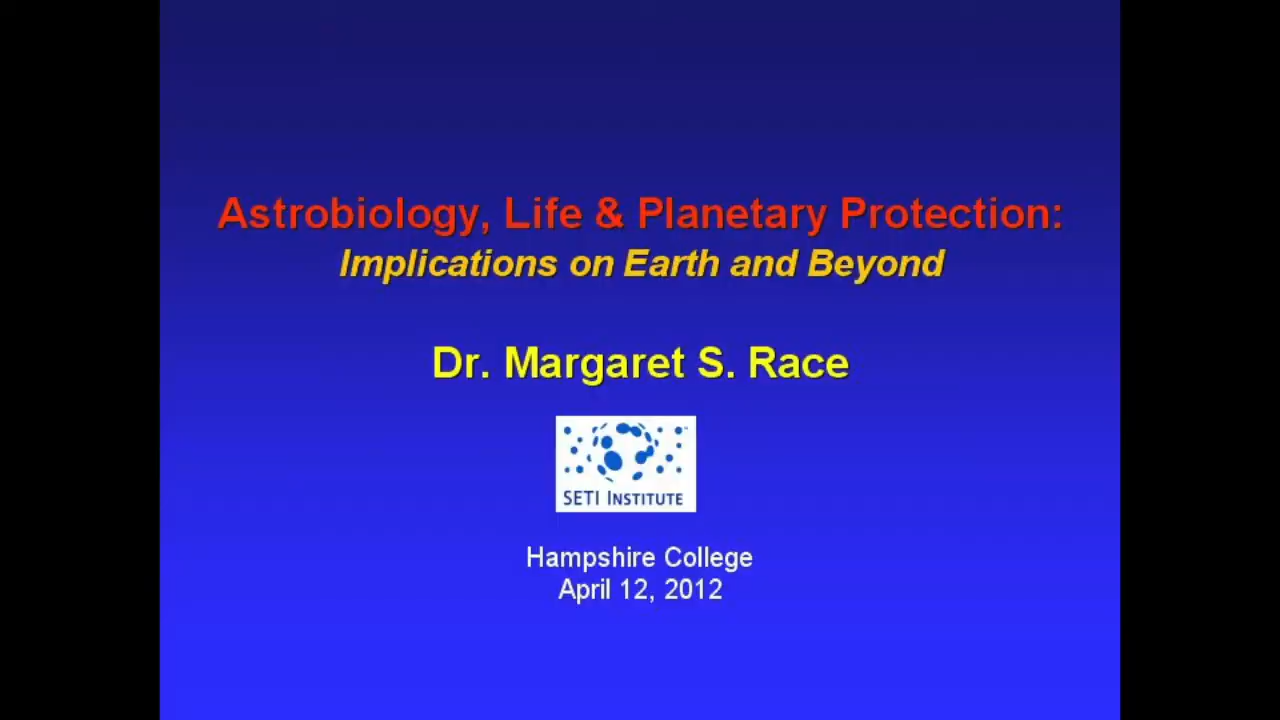 Astrobiology, Life & Planetary Protection:
Implications on Earth and Beyond
Dr. Margaret S. Race
SETI INSTITUTE
Hampshire College
April 12, 2012